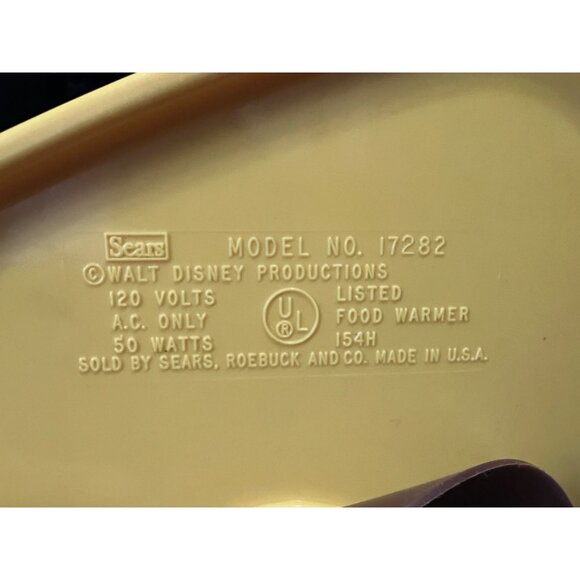 Sears MODEL NO. 17282
©WALT DISNEY PRODUCTIONS
120 VOLTS UL® LISTED
A.C. ONLY FOOD WARMER
50 WATTS 154H
SOLD BY SEARS, ROEBUCK AND CO. MADE IN U.S.A.